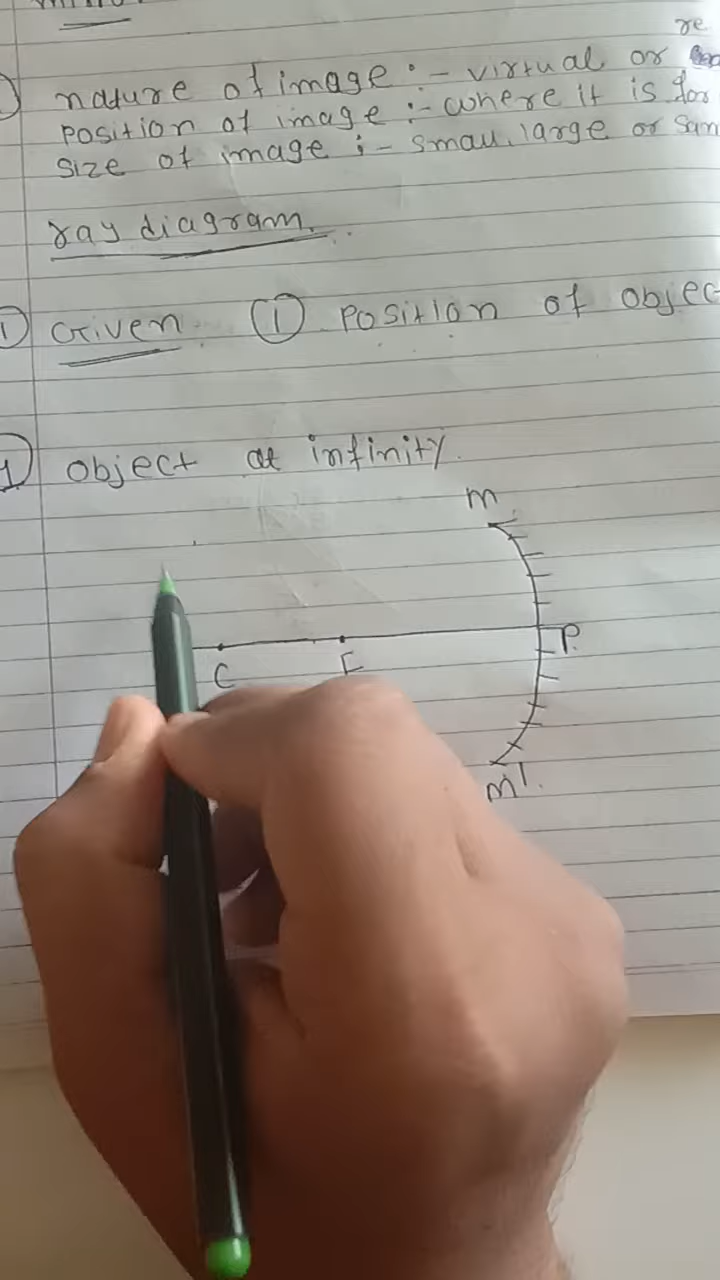 re
nature of image :- virtual or
position of image :- where it is for
size of image :- small, large or sam
ray diagram.
① Given ① Position of objec
1 object at infinity.
M
C F P.
M'.